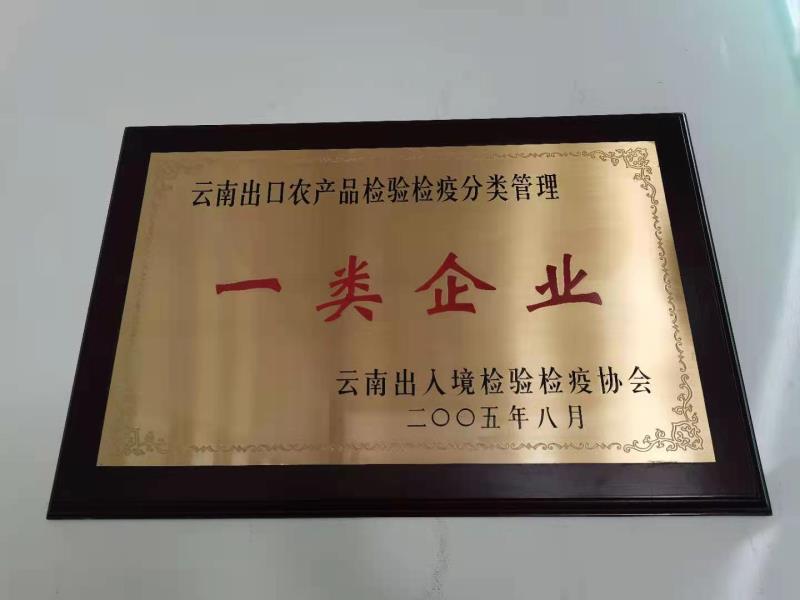 云南出口农产品检验检疫分类管理
一类企业
云南出入境检验检疫协会
二〇〇五年八月